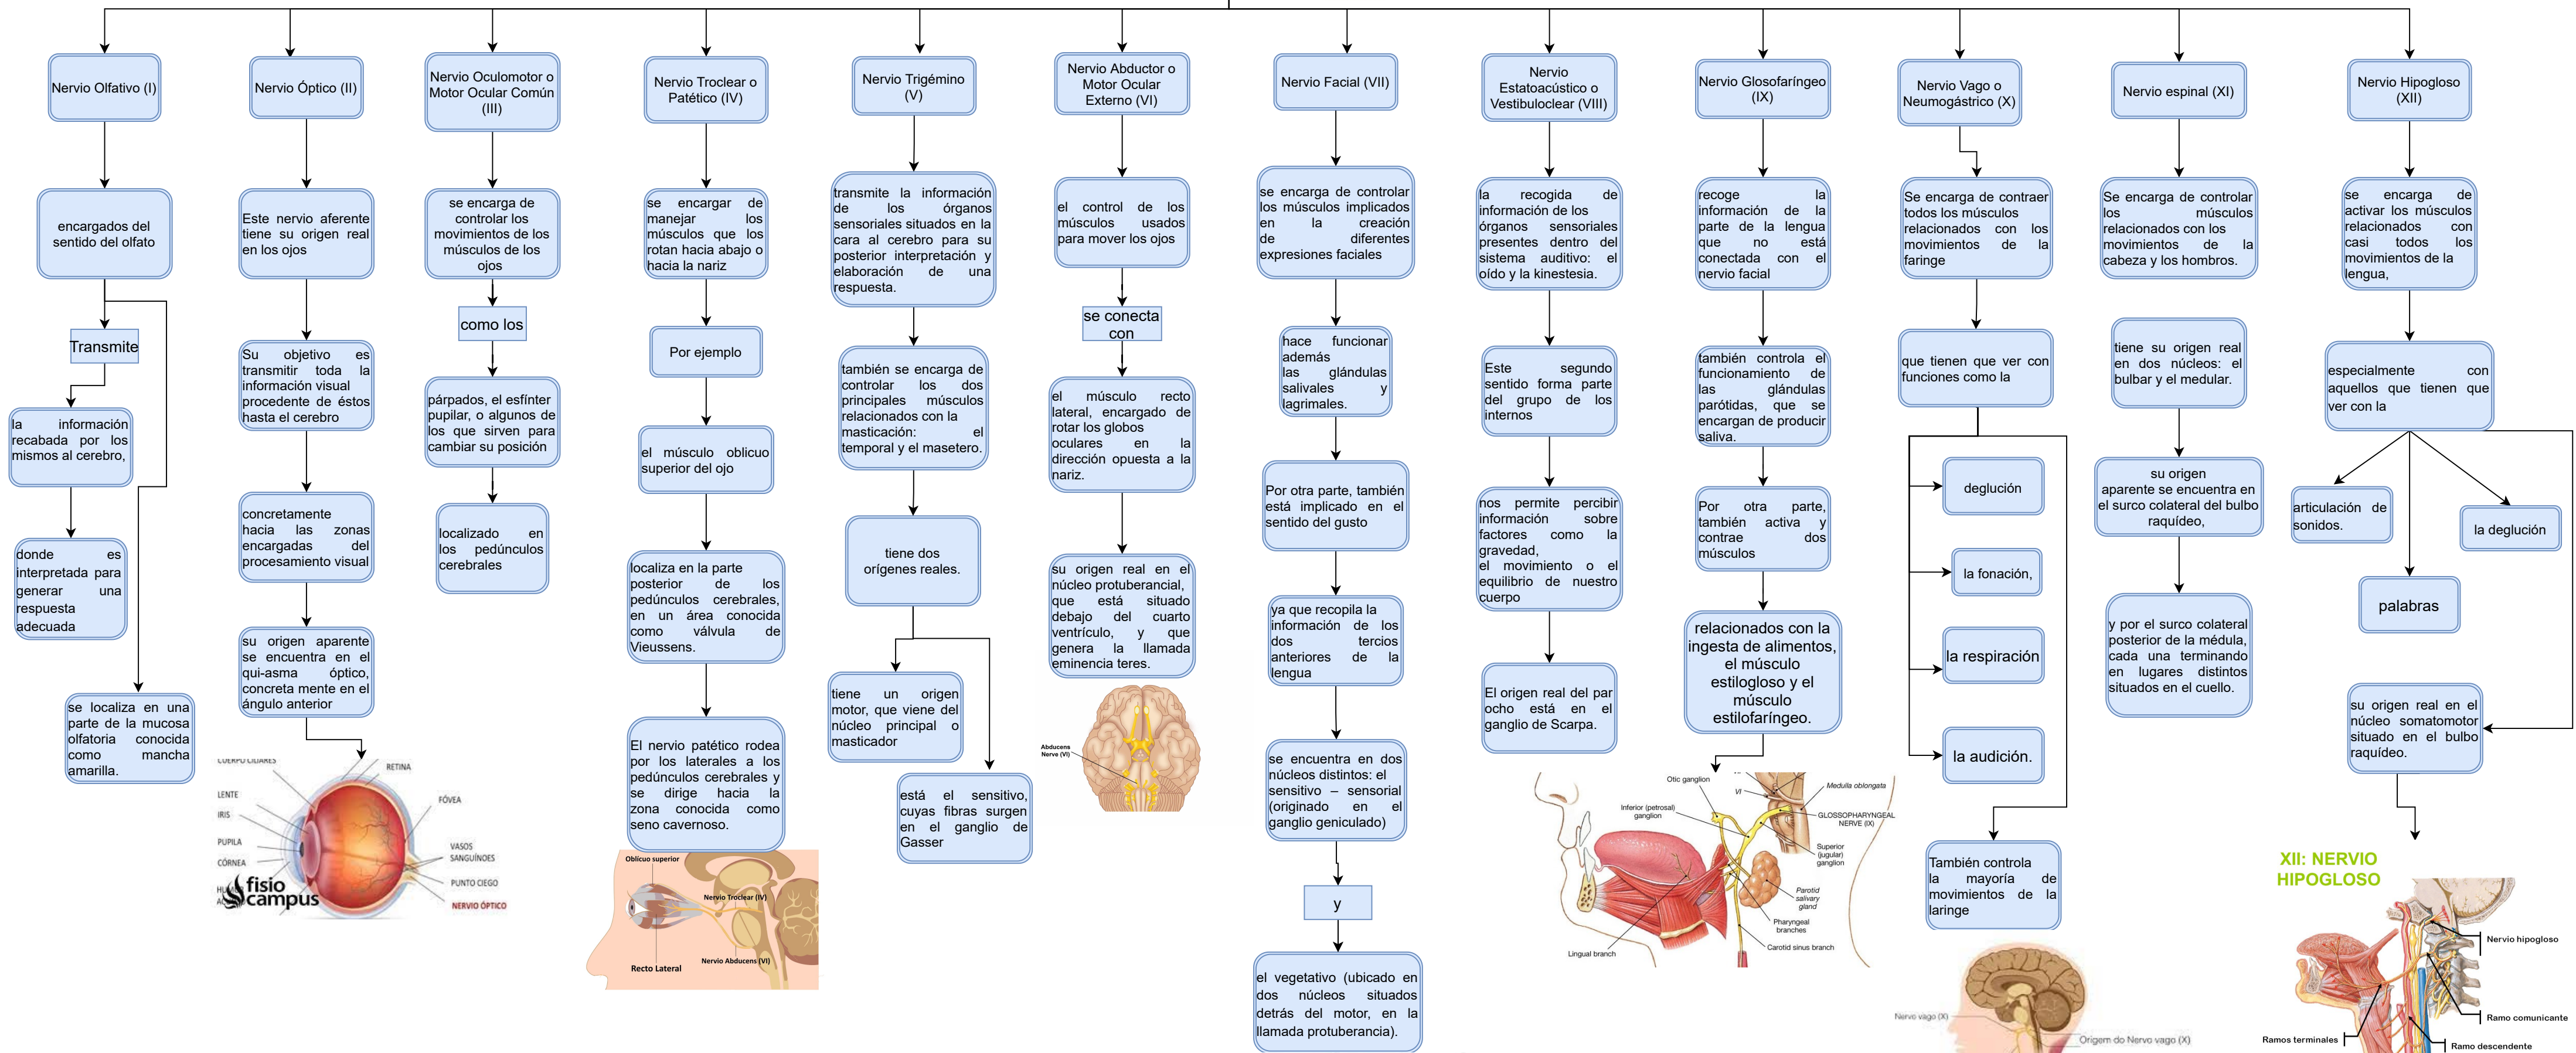 Nervio Olfativo (I)
encargados del
sentido del olfato
Transmite
la información
recabada por los
mismos al cerebro,
donde es
interpretada para
generar una
respuesta
adecuada
se localiza en una
parte de la mucosa
olfatoria conocida
como mancha
amarilla.
Nervio Óptico (II)
Este nervio aferente
tiene su origen real
en los ojos
Su objetivo es
transmitir toda la
información visual
procedente de éstos
hasta el cerebro
concretamente
hacia las zonas
encargadas del
procesamiento visual
su origen aparente
se encuentra en el
qui-asma óptico,
concreta mente en el
ángulo anterior
CUERPO CILIARES
RETINA
LENTE
IRIS
PUPILA
CÓRNEA
FÓVEA
VASOS
SANGUÍNOES
PUNTO CIEGO
NERVIO ÓPTICO
fisio
campus
Nervio Oculomotor o
Motor Ocular Común
(III)
se encarga de
controlar los
movimientos de los
músculos de los
ojos
como los
párpados, el esfínter
pupilar, o algunos de
los que sirven para
cambiar su posición
localizado en
los pedúnculos
cerebrales
Nervio Troclear o
Patético (IV)
se encargar de
manejar los
músculos que los
rotan hacia abajo o
hacia la nariz
Por ejemplo
el músculo oblicuo
superior del ojo
localiza en la parte
posterior de los
pedúnculos cerebrales,
en un área conocida
como válvula de
Vieussens.
El nervio patético rodea
por los laterales a los
pedúnculos cerebrales y
se dirige hacia la
zona conocida como
seno cavernoso.
Oblícuo superior
Nervio Troclear (IV)
Nervio Abducens (VI)
Recto Lateral
Nervio Trigémino
(V)
transmite la información
de los órganos
sensoriales situados en la
cara al cerebro para su
posterior interpretación y
elaboración de una
respuesta.
también se encarga de
controlar los dos
principales músculos
relacionados con la
masticación: el
temporal y el masetero.
tiene dos
orígenes reales.
tiene un origen
motor, que viene del
núcleo principal o
masticador
está el sensitivo,
cuyas fibras surgen
en el ganglio de
Gasser
Nervio Abductor o
Motor Ocular
Externo (VI)
el control de los
músculos usados
para mover los ojos
se conecta
con
el músculo recto
lateral, encargado de
rotar los globos
oculares en la
dirección opuesta a la
nariz.
su origen real en el
núcleo protuberancial,
que está situado
debajo del cuarto
ventrículo, y que
genera la llamada
eminencia teres.
Abducens
Nerve (VI)
Nervio Facial (VII)
se encarga de controlar
los músculos implicados
en la creación
de diferentes
expresiones faciales
hace funcionar
además
las glándulas
salivales y
lagrimales.
Por otra parte, también
está implicado en el
sentido del gusto
ya que recopila la
información de los
dos tercios
anteriores de la
lengua
se encuentra en dos
núcleos distintos: el
sensitivo – sensorial
(originado en el
ganglio geniculado)
y
el vegetativo (ubicado en
dos núcleos situados
detrás del motor, en la
llamada protuberancia).
Nervio
Estatoacústico o
Vestibuloclear (VIII)
la recogida de
información de los
órganos sensoriales
presentes dentro del
sistema auditivo: el
oído y la kinestesia.
Este segundo
sentido forma parte
del grupo de los
internos
nos permite percibir
información sobre
factores como la
gravedad,
el movimiento o el
equilibrio de nuestro
cuerpo
El origen real del par
ocho está en el
ganglio de Scarpa.
Nervio Glosofaríngeo
(IX)
recoge la
información de la
parte de la lengua
que no está
conectada con el
nervio facial
también controla el
funcionamiento de
las glándulas
parótidas, que se
encargan de producir
saliva.
Por otra parte,
también activa y
contrae dos
músculos
relacionados con la
ingesta de alimentos,
el músculo
estilogloso y el
músculo
estilofaríngeo.
Otic ganglion
VI
Medulla oblongata
Inferior (petrosal)
ganglion
GLOSSOPHARYNGEAL
NERVE (IX)
Superior
(jugular)
ganglion
Parotid
salivary
gland
Pharyngeal
branches
Carotid sinus branch
Lingual branch
Nervio Vago o
Neumogástrico (X)
Se encarga de contraer
todos los músculos
relacionados con los
movimientos de la
faringe
que tienen que ver con
funciones como la
deglución
la fonación,
la respiración
la audición.
También controla
la mayoría de
movimientos de la
laringe
Nervo vago (X)
Origem do Nervo vago (X)
Nervio espinal (XI)
Se encarga de controlar
los músculos
relacionados con los
movimientos de la
cabeza y los hombros.
tiene su origen real
en dos núcleos: el
bulbar y el medular.
su origen
aparente se encuentra en
el surco colateral del bulbo
raquídeo,
y por el surco colateral
posterior de la médula,
cada una terminando
en lugares distintos
situados en el cuello.
Nervio Hipogloso
(XII)
se encarga de
activar los músculos
relacionados con
casi todos los
movimientos de la
lengua,
especialmente con
aquellos que tienen que
ver con la
articulación de
sonidos.
palabras
la deglución
su origen real en el
núcleo somatomotor
situado en el bulbo
raquídeo.
XII: NERVIO
HIPOGLOSO
Nervio hipogloso
Ramo comunicante
Ramos terminales
Ramo descendente